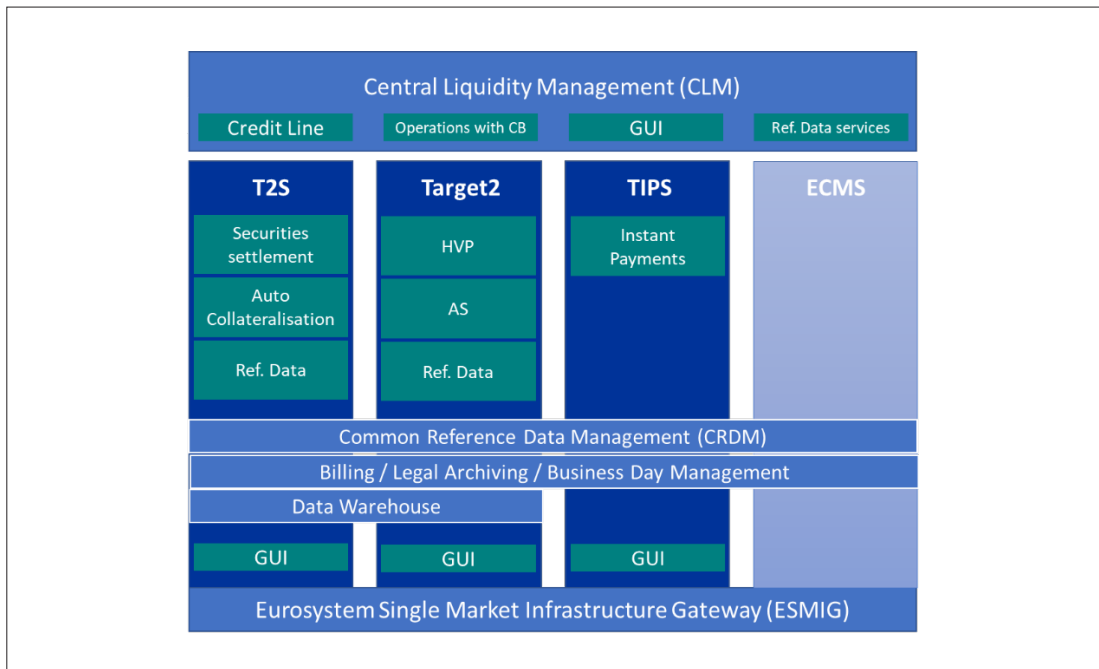 Central Liquidity Management (CLM)
Credit Line
Operations with CB
GUI
Ref. Data services
T2S
Target2
TIPS
ECMS
Securities
settlement
HVP
Instant
Payments
Auto
Collateralisation
AS
Ref. Data
Ref. Data
Common Reference Data Management (CRDM)
Billing / Legal Archiving / Business Day Management
Data Warehouse
GUI
GUI
GUI
Eurosystem Single Market Infrastructure Gateway (ESMIG)